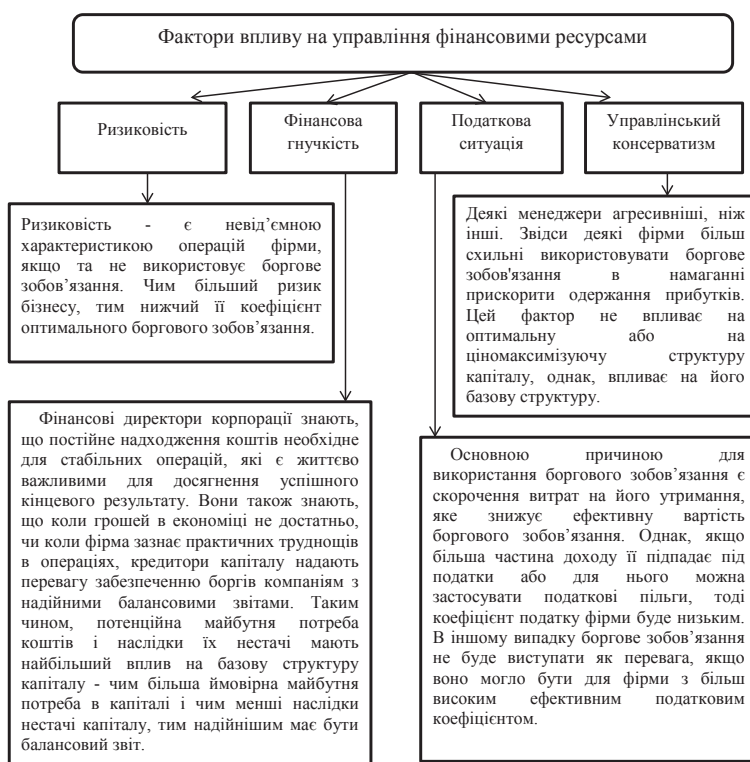 Фактори впливу на управління фінансовими ресурсами
Ризиковість
Фінансова
гнучкість
Податкова
ситуація
Управлінський
консерватизм
Ризиковість - є невід’ємною
характеристикою операцій фірми,
якщо та не використовує боргове
зобов’язання. Чим більший ризик
бізнесу, тим нижчий її коефіцієнт
оптимального боргового зобов’язання.
Деякі менеджери агресивніші, ніж
інші. Звідси деякі фірми більш
схильні використовувати боргове
зобов'язання в намаганні
прискорити одержання прибутків.
Цей фактор не впливає на
оптимальну або на
ціномаксимізуючу структуру
капіталу, однак, впливає на його
базову структуру.
Фінансові директори корпорації знають,
що постійне надходження коштів необхідне
для стабільних операцій, які є життєво
важливими для досягнення успішного
кінцевого результату. Вони також знають,
що коли грошей в економіці не достатньо,
чи коли фірма зазнає практичних труднощів
в операціях, кредитори капіталу надають
перевагу забезпеченню боргів компаніям з
надійними балансовими звітами. Таким
чином, потенційна майбутня потреба
коштів і наслідки їх нестачі мають
найбільший вплив на базову структуру
капіталу - чим більша ймовірна майбутня
потреба в капіталі і чим менші наслідки
нестачі капіталу, тим надійнішим має бути
балансовий звіт.
Основною причиною для
використання боргового зобов’язання є
скорочення витрат на його утримання,
яке знижує ефективну вартість
боргового зобов’язання. Однак, якщо
більша частина доходу її підпадає під
податки або для нього можна
застосувати податкові пільги, тоді
коефіцієнт податку фірми буде низьким.
В іншому випадку боргове зобов’язання
не буде виступати як перевага, якщо
воно могло бути для фірми з більш
високим ефективним податковим
коефіцієнтом.